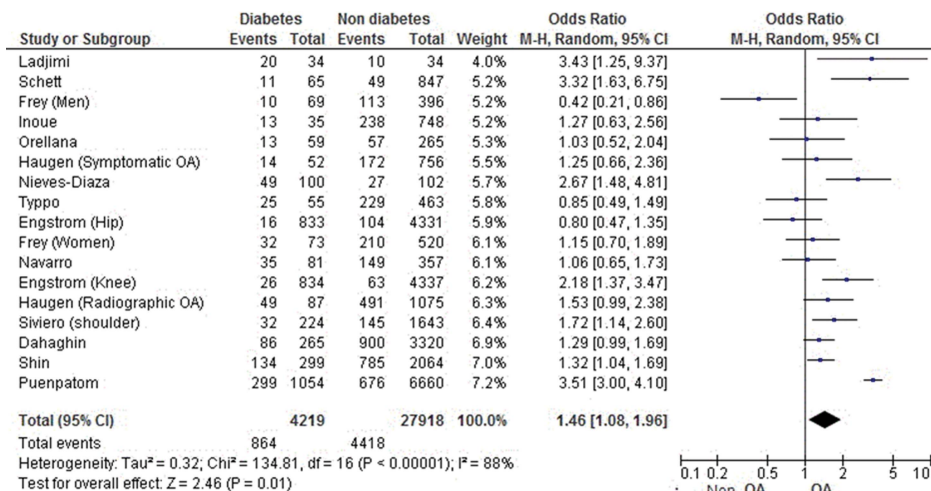 Diabetes Non diabetes Odds Ratio Odds Ratio
Study or Subgroup Events Total Events Total Weight M-H, Random, 95% CI M-H, Random, 95% CI
Ladjimi 20 34 10 34 4.0% 3.43 [1.25, 9.37]
Schett 11 65 49 847 5.2% 3.32 [1.63, 6.75]
Frey (Men) 10 69 113 396 5.2% 0.42 [0.21, 0.86]
Inoue 13 35 238 748 5.2% 1.27 [0.63, 2.56]
Orellana 13 59 57 265 5.3% 1.03 [0.52, 2.04]
Haugen (Symptomatic OA) 14 52 172 756 5.5% 1.25 [0.66, 2.36]
Nieves-Diaza 49 100 27 102 5.7% 2.67 [1.48, 4.81]
Typpo 25 55 229 463 5.8% 0.85 [0.49, 1.49]
Engstrom (Hip) 16 833 104 4331 5.9% 0.80 [0.47, 1.35]
Frey (Women) 32 73 210 520 6.1% 1.15 [0.70, 1.89]
Navarro 35 81 149 357 6.1% 1.06 [0.65, 1.73]
Engstrom (Knee) 26 834 63 4337 6.2% 2.18 [1.37, 3.47]
Haugen (Radiographic OA) 49 87 491 1075 6.3% 1.53 [0.99, 2.38]
Siviero (shoulder) 32 224 145 1643 6.4% 1.72 [1.14, 2.60]
Dahaghin 86 265 900 3320 6.9% 1.29 [0.99, 1.69]
Shin 134 299 785 2064 7.0% 1.32 [1.04, 1.69]
Puenpatom 299 1054 676 6660 7.2% 3.51 [3.00, 4.10]
Total (95% CI) 4219 27918 100.0% 1.46 [1.08, 1.96]
Total events 864 4418
Heterogeneity: Tau² = 0.32; Chi² = 134.81, df = 16 (P < 0.00001); I² = 88%
Test for overall effect: Z = 2.46 (P = 0.01)
0.1 0.2 0.5 1 2 5 10
Non OA OA